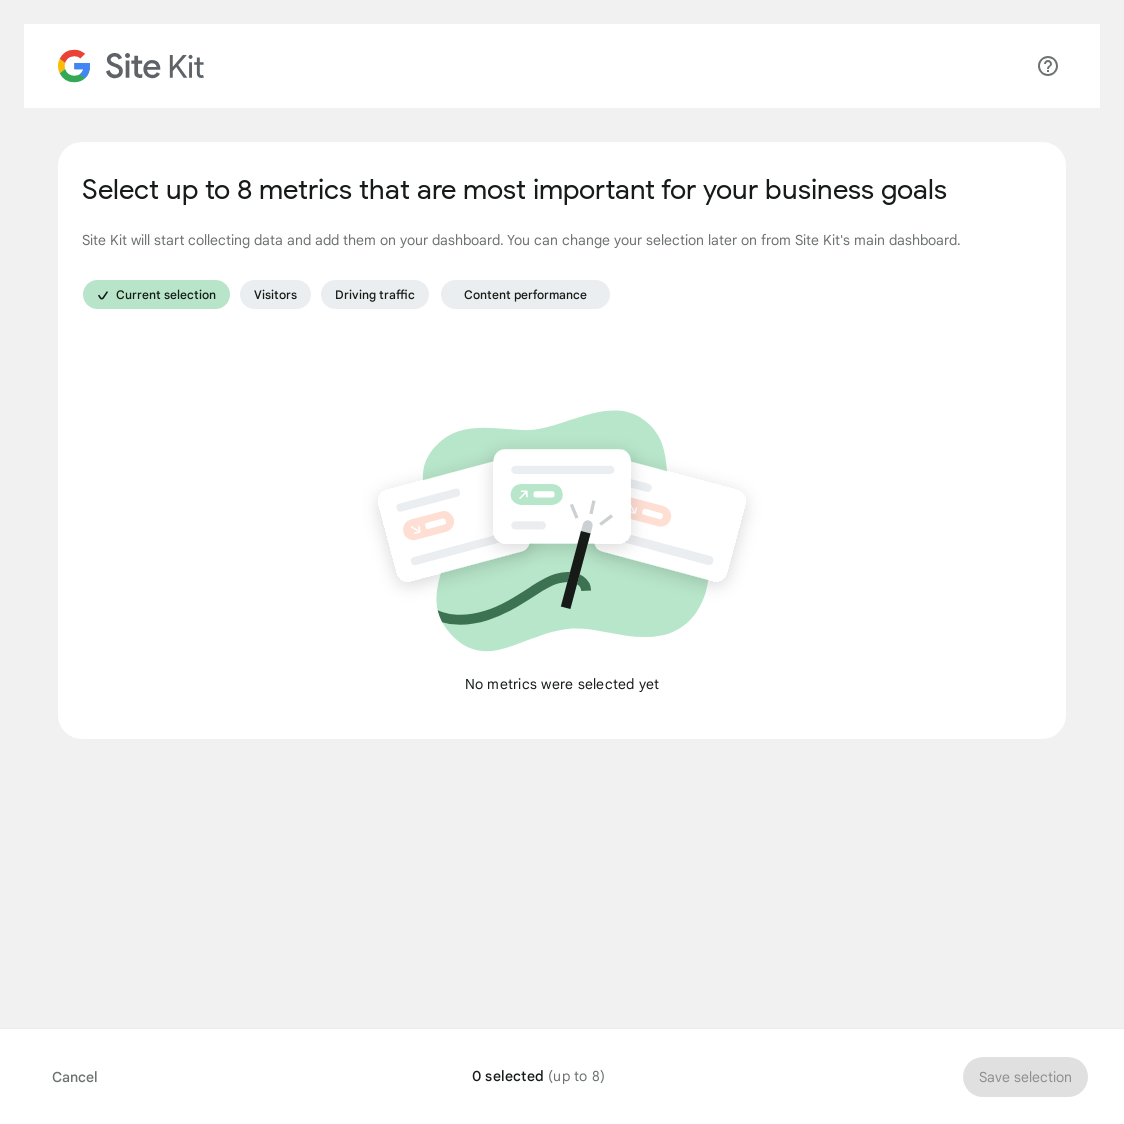 Site Kit
Select up to 8 metrics that are most important for your business goals
Site Kit will start collecting data and add them on your dashboard. You can change your selection later on from Site Kit's main dashboard.
Current selection Visitors Driving traffic Content performance
No metrics were selected yet
Cancel 0 selected (up to 8) Save selection